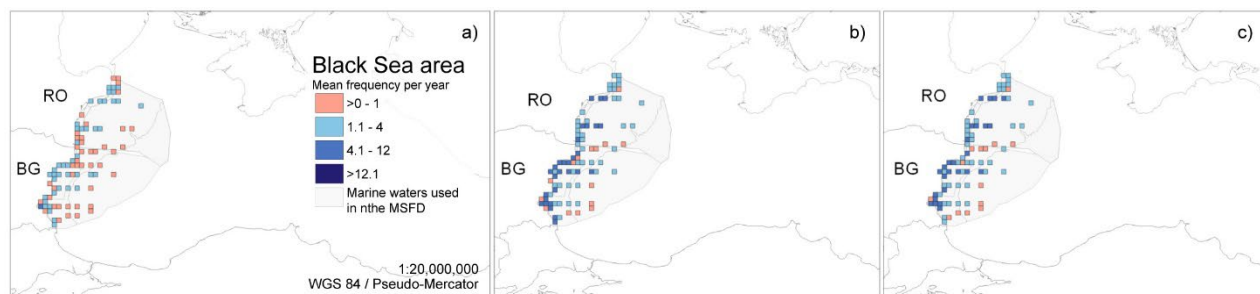 a)
RO
BG
Black Sea area
Mean frequency per year
>0 - 1
1.1 - 4
4.1 - 12
>12.1
Marine waters used
in nthe MSFD
1:20,000,000
WGS 84 / Pseudo-Mercator
b)
RO
BG
c)
RO
BG